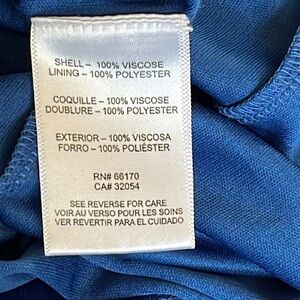 SHELL – 100% VISCOSE
LINING – 100% POLYESTER
COQUILLE – 100% VISCOSE
DOUBLURE – 100% POLYESTER
EXTERIOR – 100% VISCOSA
FORRO – 100% POLIÉSTER
RN# 66170
CA# 32054
SEE REVERSE FOR CARE
VOIR AU VERSO POUR LES SOINS
VER REVERTIR PARA EL CUIDADO